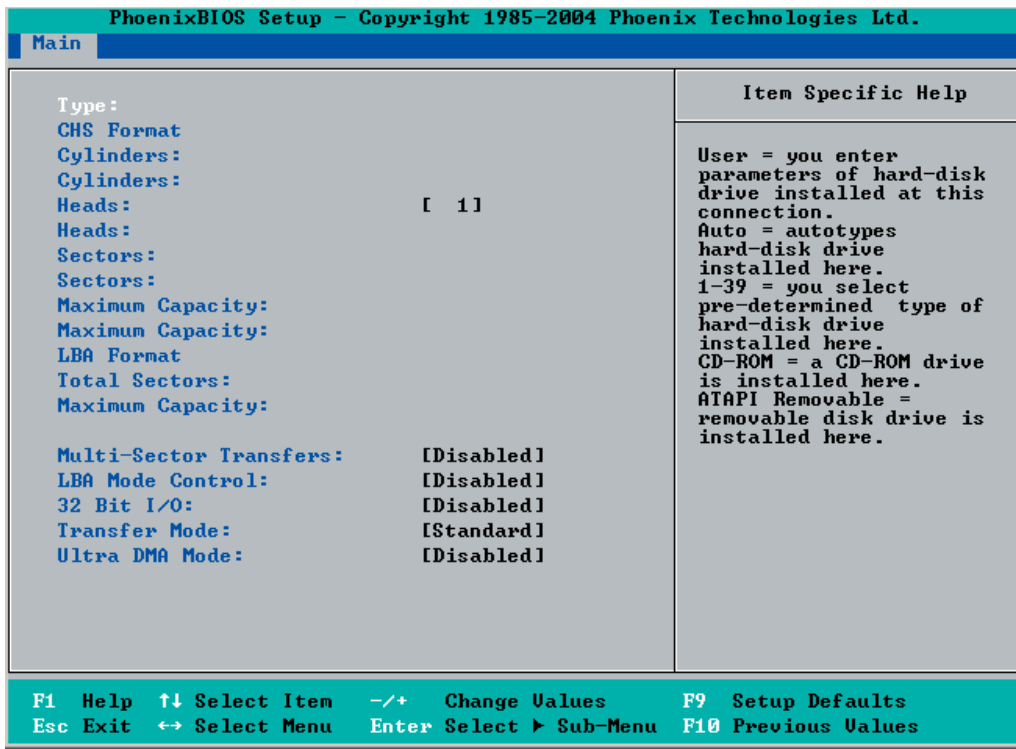 PhoenixBIOS Setup - Copyright 1985-2004 Phoenix Technologies Ltd.
Main
Type:
CHS Format
Cylinders:
Cylinders:
Heads: [ 1]
Heads:
Sectors:
Sectors:
Maximum Capacity:
Maximum Capacity:
LBA Format
Total Sectors:
Maximum Capacity:
Multi-Sector Transfers: [Disabled]
LBA Mode Control: [Disabled]
32 Bit I/O: [Disabled]
Transfer Mode: [Standard]
Ultra DMA Mode: [Disabled]
Item Specific Help
User = you enter
parameters of hard-disk
drive installed at this
connection.
Auto = autotypes
hard-disk drive
installed here.
1-39 = you select
pre-determined type of
hard-disk drive
installed here.
CD-ROM = a CD-ROM drive
is installed here.
ATAPI Removable =
removable disk drive is
installed here.
F1 Help ↑↓ Select Item -/+ Change Values F9 Setup Defaults
Esc Exit ↔ Select Menu Enter Select ▶ Sub-Menu F10 Previous Values